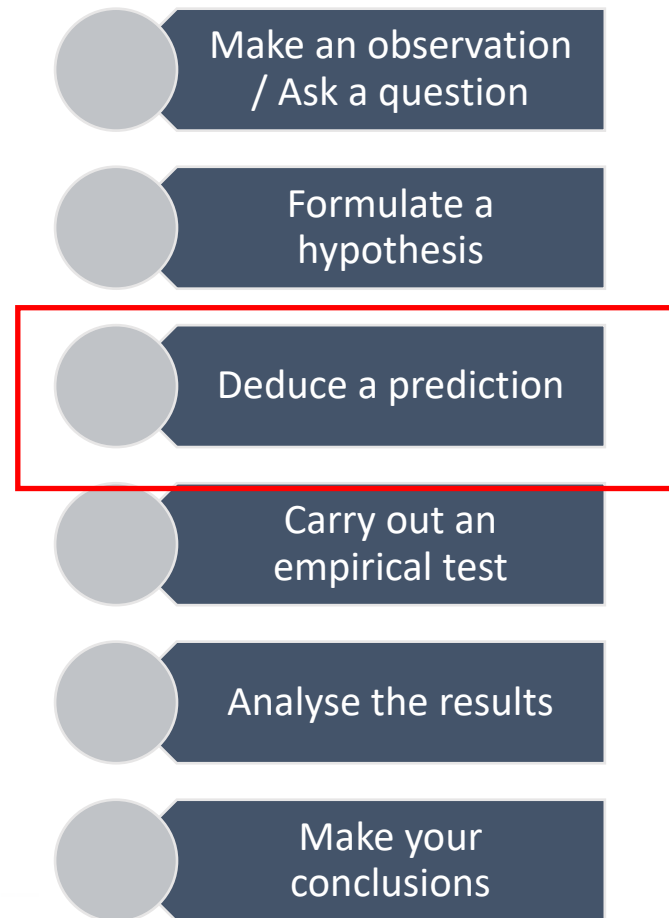 Make an observation
/ Ask a question
Formulate a
hypothesis
Deduce a prediction
Carry out an
empirical test
Analyse the results
Make your
conclusions